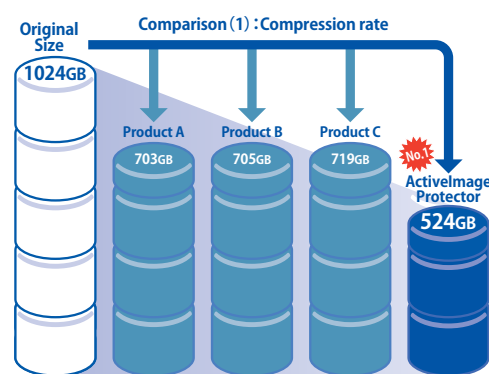 Comparison (1) : Compression rate
Original
Size
1024GB
Product A
703GB
Product B
705GB
Product C
719GB
No.1
ActiveImage
Protector
524GB